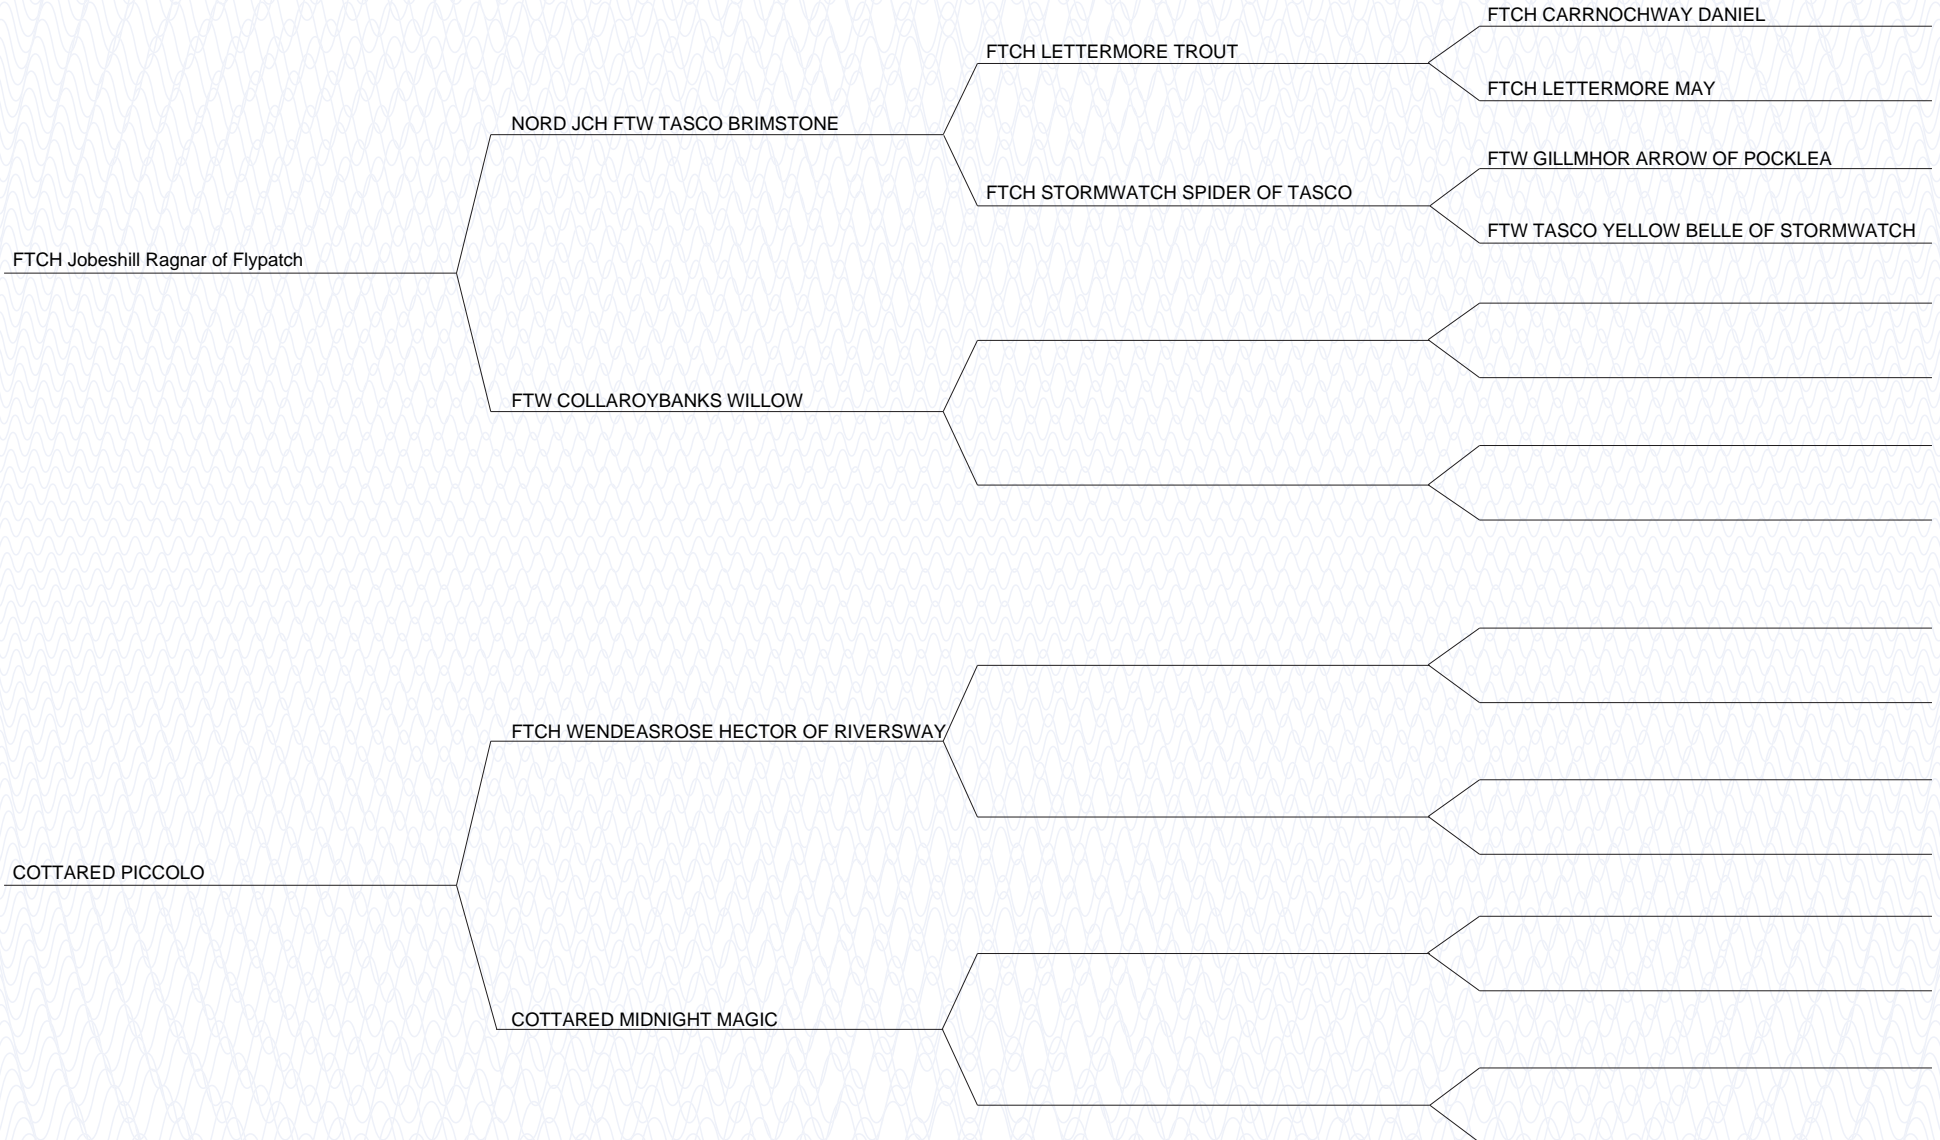 FTCH CARRNOCHWAY DANIEL
FTCH LETTERMORE TROUT
FTCH LETTERMORE MAY
NORD JCH FTW TASCO BRIMSTONE
FTW GILLMHOR ARROW OF POCKLEA
FTCH STORMWATCH SPIDER OF TASCO
FTW TASCO YELLOW BELLE OF STORMWATCH
FTCH Jobeshill Ragnar of Flypatch
FTW COLLAROYBANKS WILLOW
FTCH WENDEASROSE HECTOR OF RIVERSWAY
COTTARED PICCOLO
COTTARED MIDNIGHT MAGIC